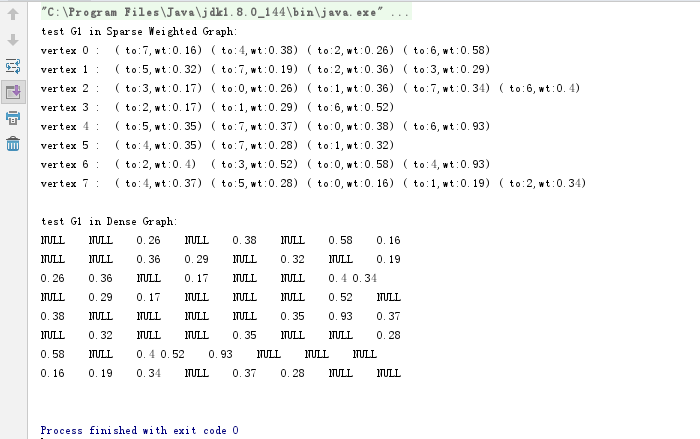 "C:\Program Files\Java\jdk1.8.0_144\bin\java.exe" ...
test G1 in Sparse Weighted Graph:
vertex 0 :  ( to:7,wt:0.16) ( to:4,wt:0.38) ( to:2,wt:0.26) ( to:6,wt:0.58)
vertex 1 :  ( to:5,wt:0.32) ( to:7,wt:0.19) ( to:2,wt:0.36) ( to:3,wt:0.29)
vertex 2 :  ( to:3,wt:0.17) ( to:0,wt:0.26) ( to:1,wt:0.36) ( to:7,wt:0.34) ( to:6,wt:0.4)
vertex 3 :  ( to:2,wt:0.17) ( to:1,wt:0.29) ( to:6,wt:0.52)
vertex 4 :  ( to:5,wt:0.35) ( to:7,wt:0.37) ( to:0,wt:0.38) ( to:6,wt:0.93)
vertex 5 :  ( to:4,wt:0.35) ( to:7,wt:0.28) ( to:1,wt:0.32)
vertex 6 :  ( to:2,wt:0.4)  ( to:3,wt:0.52) ( to:0,wt:0.58) ( to:4,wt:0.93)
vertex 7 :  ( to:4,wt:0.37) ( to:5,wt:0.28) ( to:0,wt:0.16) ( to:1,wt:0.19) ( to:2,wt:0.34)
test G1 in Dense Graph:
NULL NULL 0.26 NULL 0.38 NULL 0.58 0.16
NULL NULL 0.36 0.29 NULL 0.32 NULL 0.19
0.26 0.36 NULL 0.17 NULL NULL 0.4 0.34
NULL 0.29 0.17 NULL NULL NULL 0.52 NULL
0.38 NULL NULL NULL NULL 0.35 0.93 0.37
NULL 0.32 NULL NULL 0.35 NULL NULL 0.28
0.58 NULL 0.4 0.52 0.93 NULL NULL NULL
0.16 0.19 0.34 NULL 0.37 0.28 NULL NULL
Process finished with exit code 0